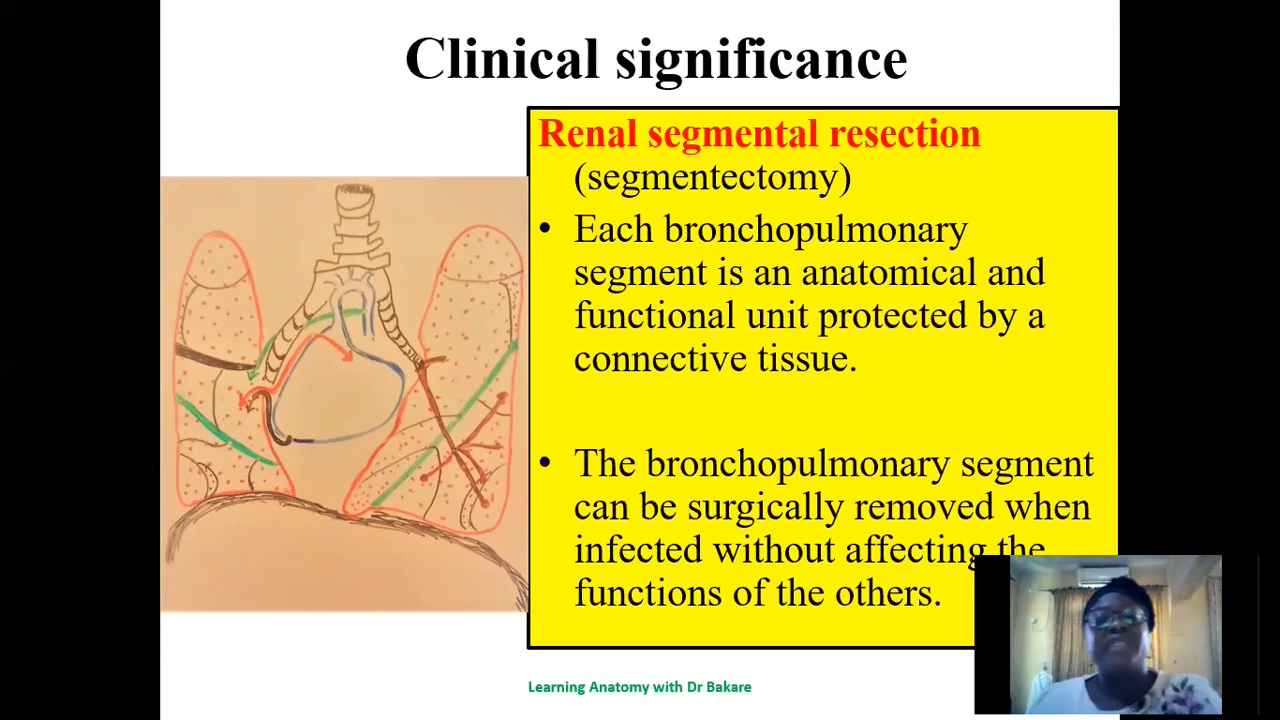 Clinical significance
Renal segmental resection
(segmentectomy)
• Each bronchopulmonary
segment is an anatomical and
functional unit protected by a
connective tissue.
• The bronchopulmonary segment
can be surgically removed when
infected without affecting the
functions of the others.
Learning Anatomy with Dr Bakare